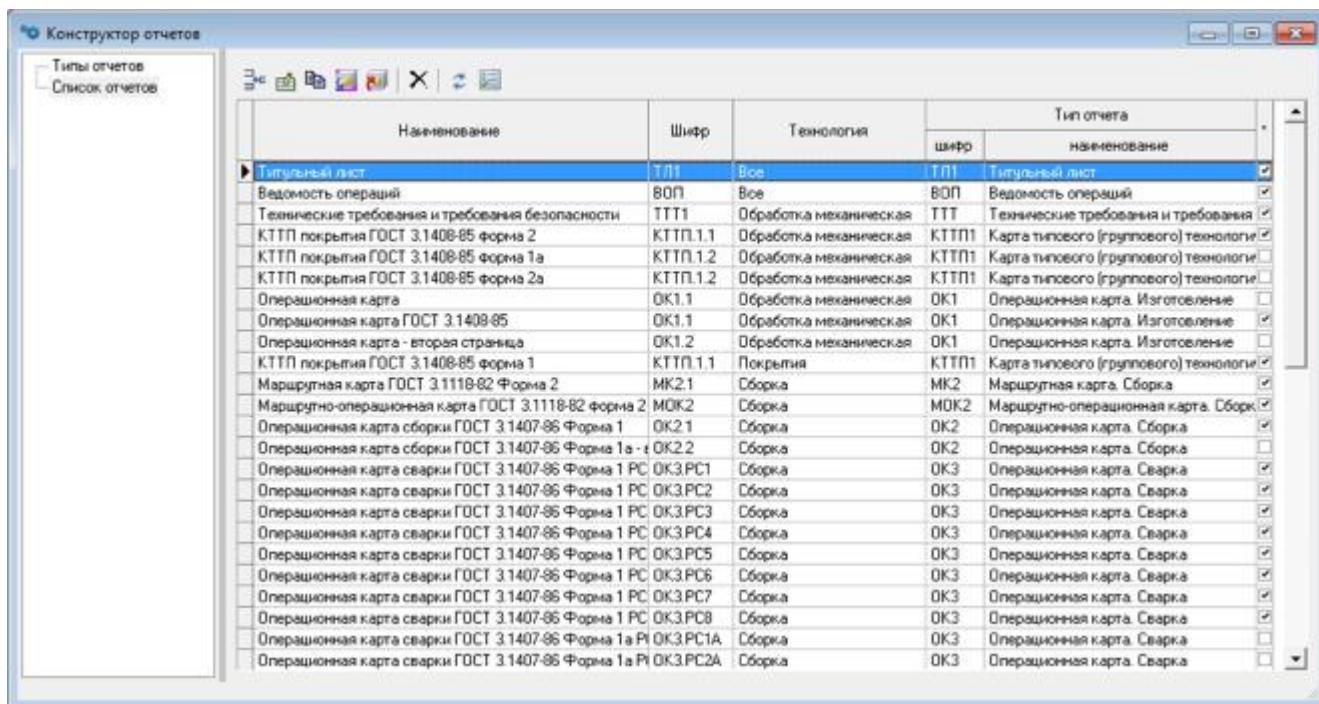 Конструктор отчетов
Типы отчетов
Список отчетов
Наименование Шифр Технология Тип отчета *
шифр наименование
Титульный лист ТЛ1 Все ТЛ1 Титульный лист
Ведомость операций ВОП Все ВОП Ведомость операций
Технические требования и требования безопасности ТТТ1 Обработка механическая ТТТ Технические требования и требования
КТТП покрытия ГОСТ 3.1408-85 форма 2 КТТП.1.1 Обработка механическая КТТП1 Карта типового (группового) технологи
КТТП покрытия ГОСТ 3.1408-85 форма 1а КТТП.1.2 Обработка механическая КТТП1 Карта типового (группового) технологи
КТТП покрытия ГОСТ 3.1408-85 форма 2а КТТП.1.2 Обработка механическая КТТП1 Карта типового (группового) технологи
Операционная карта ОК1.1 Обработка механическая ОК1 Операционная карта. Изготовление
Операционная карта ГОСТ 3.1408-85 ОК1.1 Обработка механическая ОК1 Операционная карта. Изготовление
Операционная карта - вторая страница ОК1.2 Обработка механическая ОК1 Операционная карта. Изготовление
КТТП покрытия ГОСТ 3.1408-85 форма 1 КТТП.1.1 Покрытия КТТП1 Карта типового (группового) технологи
Маршрутная карта ГОСТ 3.1118-82 Форма 2 МК2.1 Сборка МК2 Маршрутная карта. Сборка
Маршрутно-операционная карта ГОСТ 3.1118-82 форма 2 МОК2 Сборка МОК2 Маршрутно-операционная карта. Сборк
Операционная карта сборки ГОСТ 3.1407-86 Форма 1 ОК2.1 Сборка ОК2 Операционная карта. Сборка
Операционная карта сборки ГОСТ 3.1407-86 Форма 1а - ОК2.2 Сборка ОК2 Операционная карта. Сборка
Операционная карта сварки ГОСТ 3.1407-86 Форма 1 РС ОК3.РС1 Сборка ОК3 Операционная карта. Сварка
Операционная карта сварки ГОСТ 3.1407-86 Форма 1 РС ОК3.РС2 Сборка ОК3 Операционная карта. Сварка
Операционная карта сварки ГОСТ 3.1407-86 Форма 1 РС ОК3.РС3 Сборка ОК3 Операционная карта. Сварка
Операционная карта сварки ГОСТ 3.1407-86 Форма 1 РС ОК3.РС4 Сборка ОК3 Операционная карта. Сварка
Операционная карта сварки ГОСТ 3.1407-86 Форма 1 РС ОК3.РС5 Сборка ОК3 Операционная карта. Сварка
Операционная карта сварки ГОСТ 3.1407-86 Форма 1 РС ОК3.РС6 Сборка ОК3 Операционная карта. Сварка
Операционная карта сварки ГОСТ 3.1407-86 Форма 1 РС ОК3.РС7 Сборка ОК3 Операционная карта. Сварка
Операционная карта сварки ГОСТ 3.1407-86 Форма 1 РС ОК3.РС8 Сборка ОК3 Операционная карта. Сварка
Операционная карта сварки ГОСТ 3.1407-86 Форма 1а ОК3.РС1А Сборка ОК3 Операционная карта. Сварка
Операционная карта сварки ГОСТ 3.1407-86 Форма 1а ОК3.РС2А Сборка ОК3 Операционная карта. Сварка